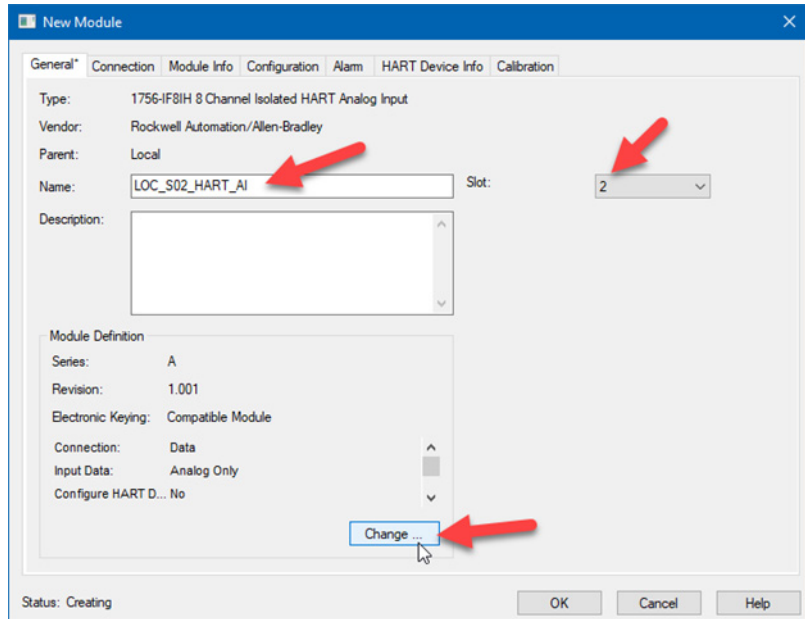 New Module
General* Connection Module Info Configuration Alarm HART Device Info Calibration
Type: 1756-IF8IH 8 Channel Isolated HART Analog Input
Vendor: Rockwell Automation/Allen-Bradley
Parent: Local
Name: LOC_S02_HART_AI Slot: 2
Description:
Module Definition
Series: A
Revision: 1.001
Electronic Keying: Compatible Module
Connection: Data
Input Data: Analog Only
Configure HART D... No
Change ...
Status: Creating OK Cancel Help